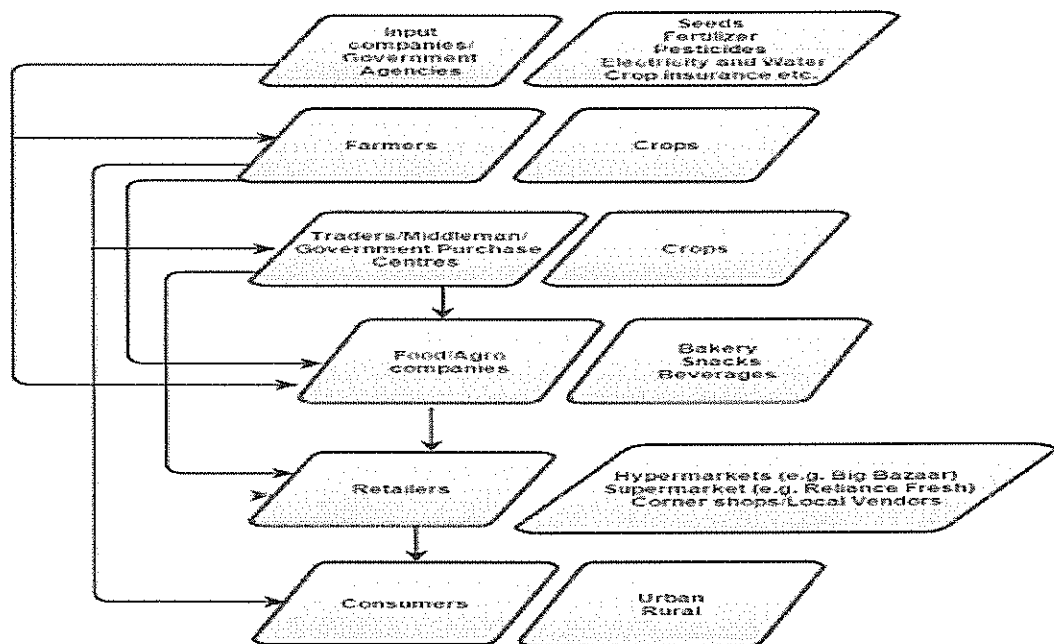 Input
companies/
Government
Agencies
Seeds
Fertilizer
Pesticides
Electricity and Water
Crop insurance etc.
Farmers
Crops
Traders/Middleman/
Government Purchase
Centres
Crops
Food/Agro
companies
Bakery
Snacks
Beverages
Retailers
Hypermarkets (e.g. Big Bazaar)
Supermarket (e.g. Reliance Fresh)
Corner shops/Local Vendors
Consumers
Urban
Rural